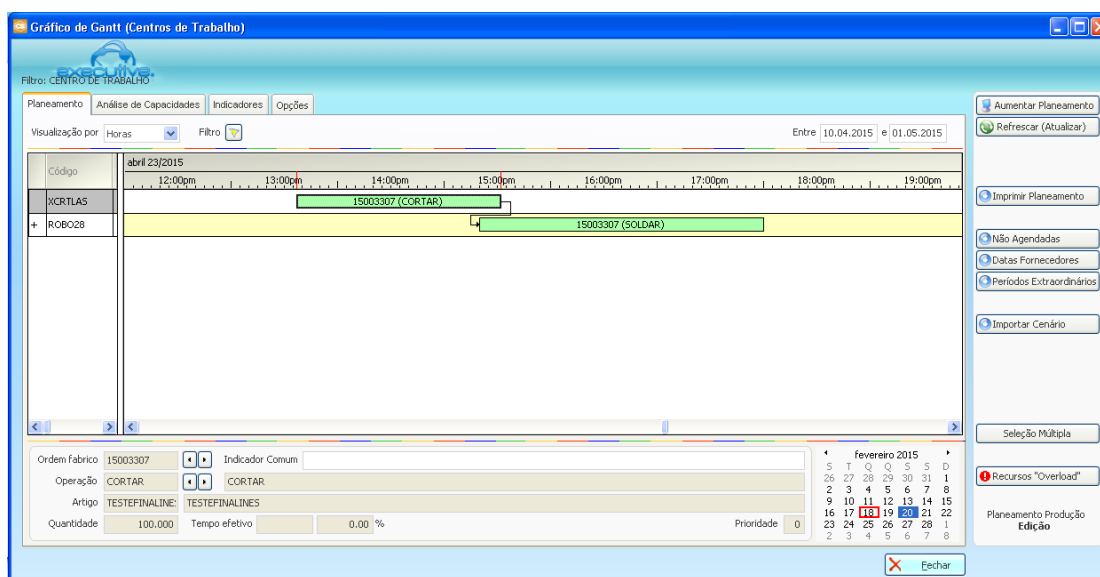 Gráfico de Gantt (Centros de Trabalho)
executive.
Filtro: CENTRO DE TRABALHO
Planeamento Análise de Capacidades Indicadores Opções
Aumentar Planeamento
Visualização por Horas Filtro Entre 10.04.2015 e 01.05.2015
Refrescar (Atualizar)
Código abril 23/2015
12:00pm 13:00pm 14:00pm 15:00pm 16:00pm 17:00pm 18:00pm 19:00pm
XCRTLAS 15003307 (CORTAR)
Imprimir Planeamento
+ ROBO28 15003307 (SOLDAR)
Não Agendadas
Datas Fornecedores
Períodos Extraordinários
Importar Cenário
Seleção Múltipla
Ordem fabrico 15003307 Indicador Comum
Operação CORTAR CORTAR
Artigo TESTEFINALINE: TESTEFINALINES
Quantidade 100.000 Tempo efetivo 0.00 % Prioridade 0
fevereiro 2015
S T Q Q S S D
26 27 28 29 30 31 1
2 3 4 5 6 7 8
9 10 11 12 13 14 15
16 17 18 19 20 21 22
23 24 25 26 27 28 1
2 3 4 5 6 7 8
Recursos "Overload"
Planeamento Produção
Edição
Fechar